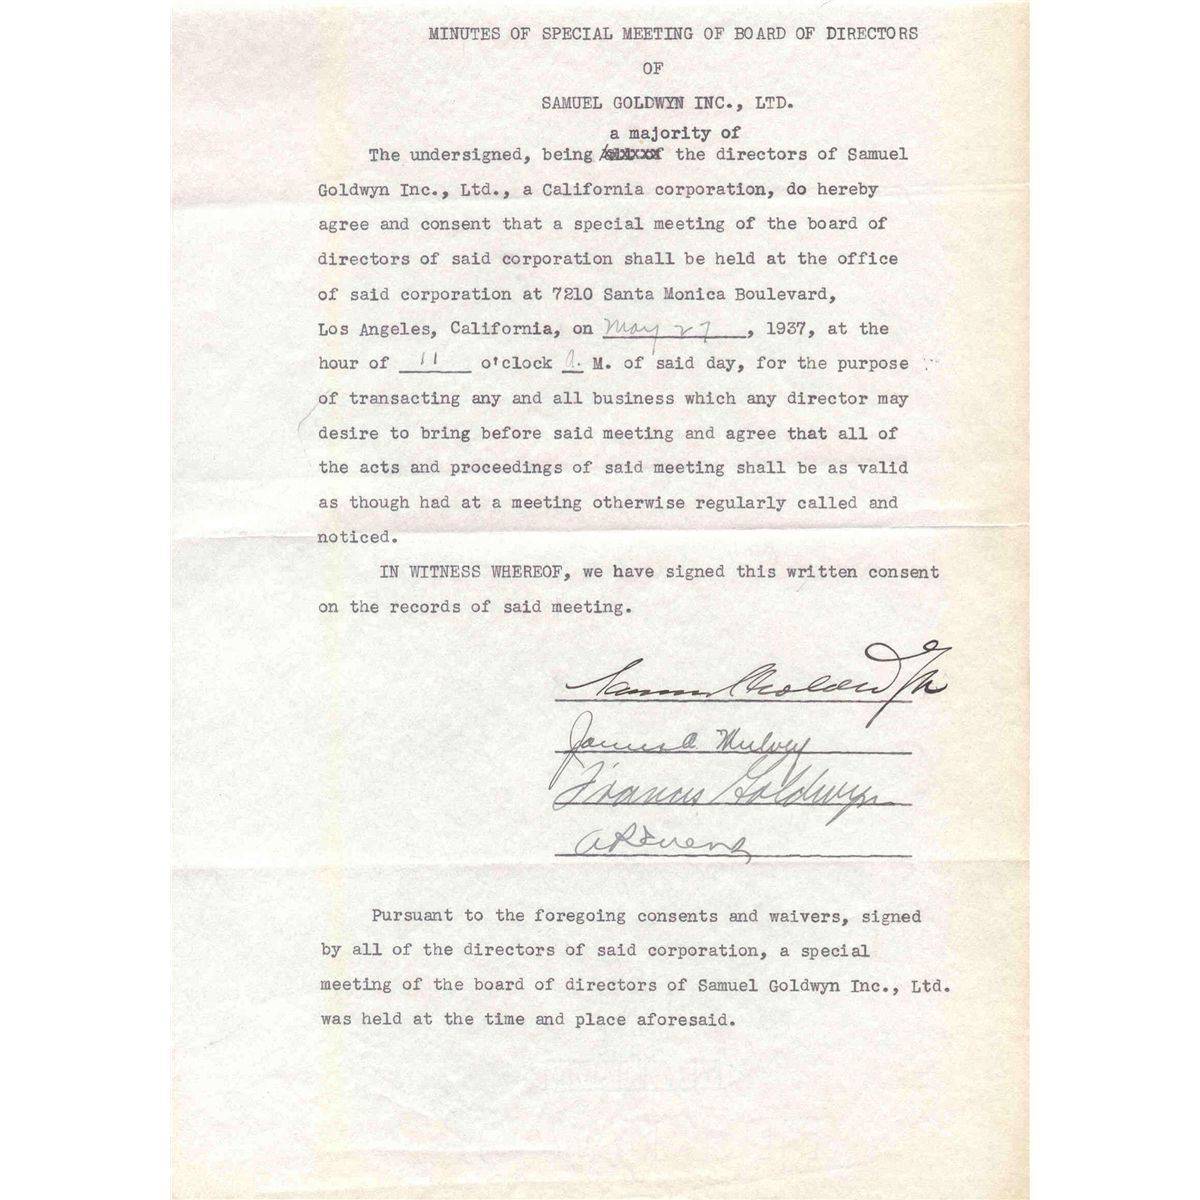 MINUTES OF SPECIAL MEETING OF BOARD OF DIRECTORS
OF
SAMUEL GOLDWYN INC., LTD.
a majority of
The undersigned, being the directors of Samuel
Goldwyn Inc., Ltd., a California corporation, do hereby
agree and consent that a special meeting of the board of
directors of said corporation shall be held at the office
of said corporation at 7210 Santa Monica Boulevard,
Los Angeles, California, on May 27, 1937, at the
hour of 11 o'clock A. M. of said day, for the purpose
of transacting any and all business which any director may
desire to bring before said meeting and agree that all of
the acts and proceedings of said meeting shall be as valid
as though had at a meeting otherwise regularly called and
noticed.
IN WITNESS WHEREOF, we have signed this written consent
on the records of said meeting.
Samuel Goldwyn
James A. Mulvey
Frances Goldwyn
A R Evens
Pursuant to the foregoing consents and waivers, signed
by all of the directors of said corporation, a special
meeting of the board of directors of Samuel Goldwyn Inc., Ltd.
was held at the time and place aforesaid.